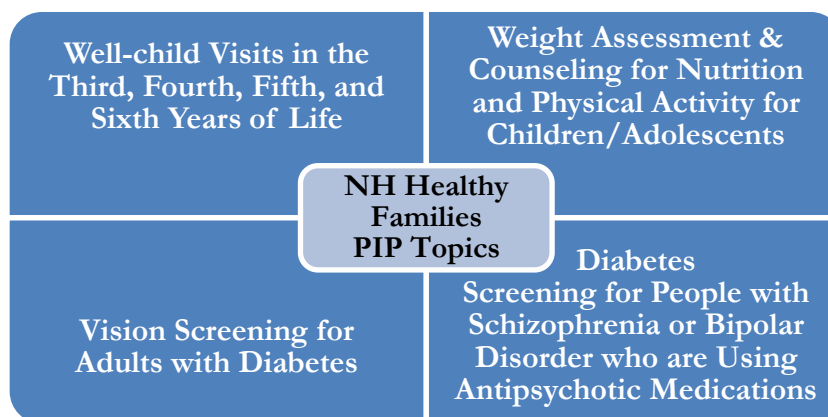 Well-child Visits in the
Third, Fourth, Fifth, and
Sixth Years of Life
Weight Assessment &
Counseling for Nutrition
and Physical Activity for
Children/Adolescents
NH Healthy
Families
PIP Topics
Vision Screening for
Adults with Diabetes
Diabetes
Screening for People with
Schizophrenia or Bipolar
Disorder who are Using
Antipsychotic Medications